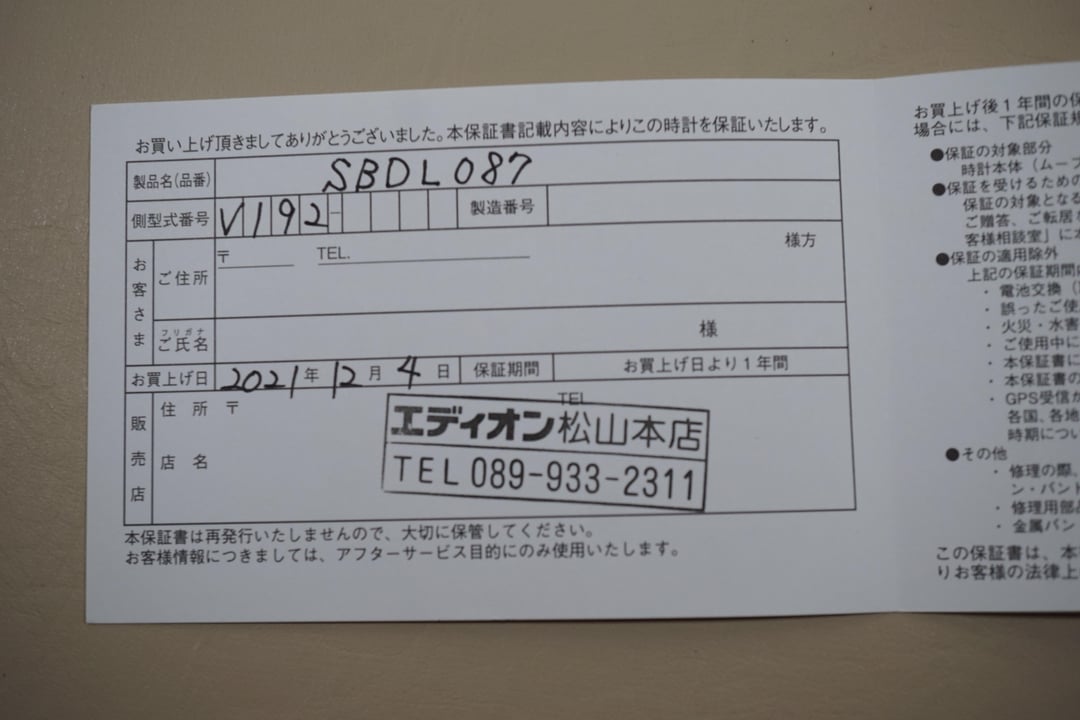 お買い上げ頂きましてありがとうございました。本保証書記載内容によりこの時計を保証いたします。
製品名(品番) SBDL087
側型式番号 V192- 製造番号
お客さま
ご住所 〒 TEL. 様方
フリガナ
ご氏名 様
お買上げ日 2021年12月4日 保証期間 お買上げ日より1年間
販売店
住所 〒 TEL
店名
エディオン松山本店
TEL 089-933-2311
本保証書は再発行いたしませんので、大切に保管してください。
お客様情報につきましては、アフターサービス目的にのみ使用いたします。
お買上げ後1年間の保
場合には、下記保証規
●保証の対象部分
時計本体(ムーブ
●保証を受けるための
保証の対象となる
ご贈答、ご転居
客様相談室」に
●保証の適用除外
上記の保証期間
・電池交換
・誤ったご使
・火災・水害
・ご使用中に
・本保証書に
・本保証書の
・GPS受信が
各国、各地
時期につい
●その他
・修理の際、
ン・バント
・修理用部
・金属バン
この保証書は、本
りお客様の法律上